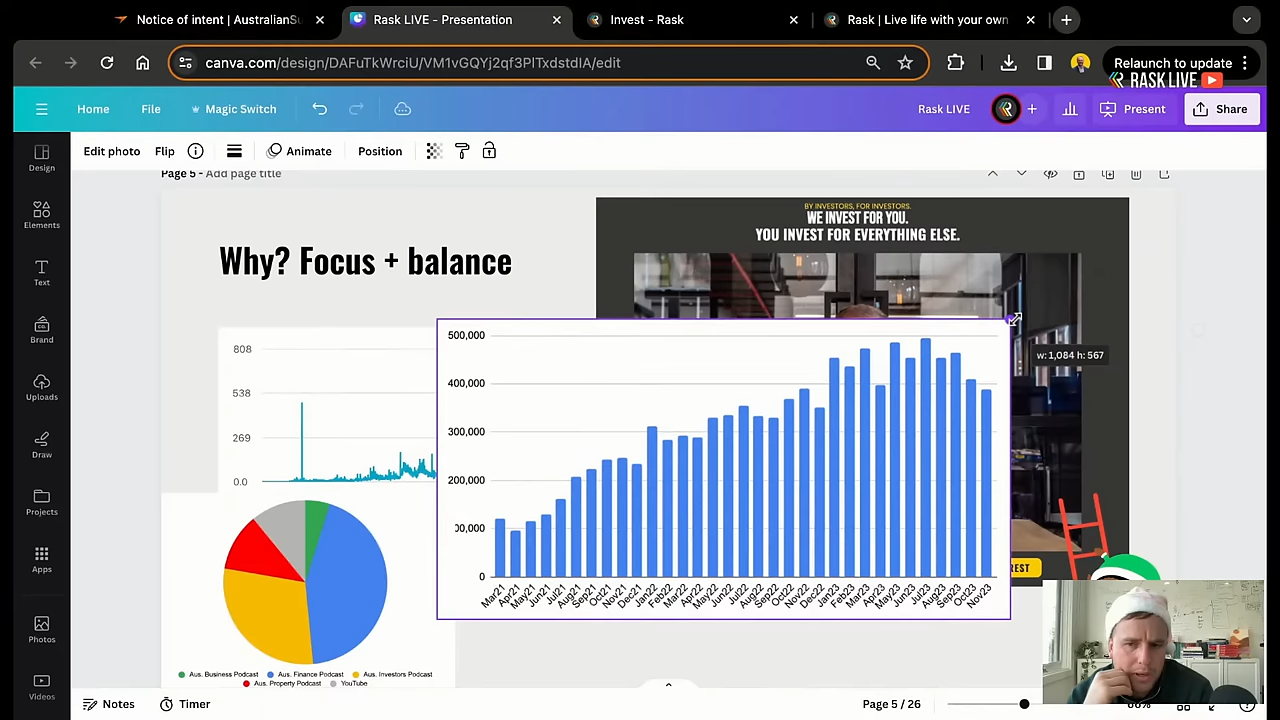 Notice of intent | AustralianSu
Rask LIVE - Presentation
Invest - Rask
Rask | Live life with your own
canva.com/design/DAFuTkWrciU/VM1vGQYj2qf3PITxdstdIA/edit
Relaunch to update
RASK LIVE
Home
File
Magic Switch
Rask LIVE
Present
Share
Edit photo
Flip
Animate
Position
Design
Elements
Text
Brand
Uploads
Draw
Projects
Apps
Photos
Videos
Page 5 - Add page title
Why? Focus + balance
BY INVESTORS, FOR INVESTORS.
WE INVEST FOR YOU.
YOU INVEST FOR EVERYTHING ELSE.
808
538
269
0.0
500,000
400,000
300,000
200,000
00,000
0
Mar21 Apr21 May21 Jun21 Jul21 Aug21 Sep21 Oct21 Nov21 Dec21 Jan22 Feb22 Mar22 Apr22 May22 Jun22 Jul22 Aug22 Sep22 Oct22 Nov22 Dec22 Jan23 Feb23 Mar23 Apr23 May23 Jun23 Jul23 Aug23 Sep23 Oct23 Nov23
w: 1,084 h: 567
REST
Aus. Business Podcast Aus. Finance Podcast Aus. Investors Podcast
Aus. Property Podcast YouTube
Notes
Timer
Page 5 / 26